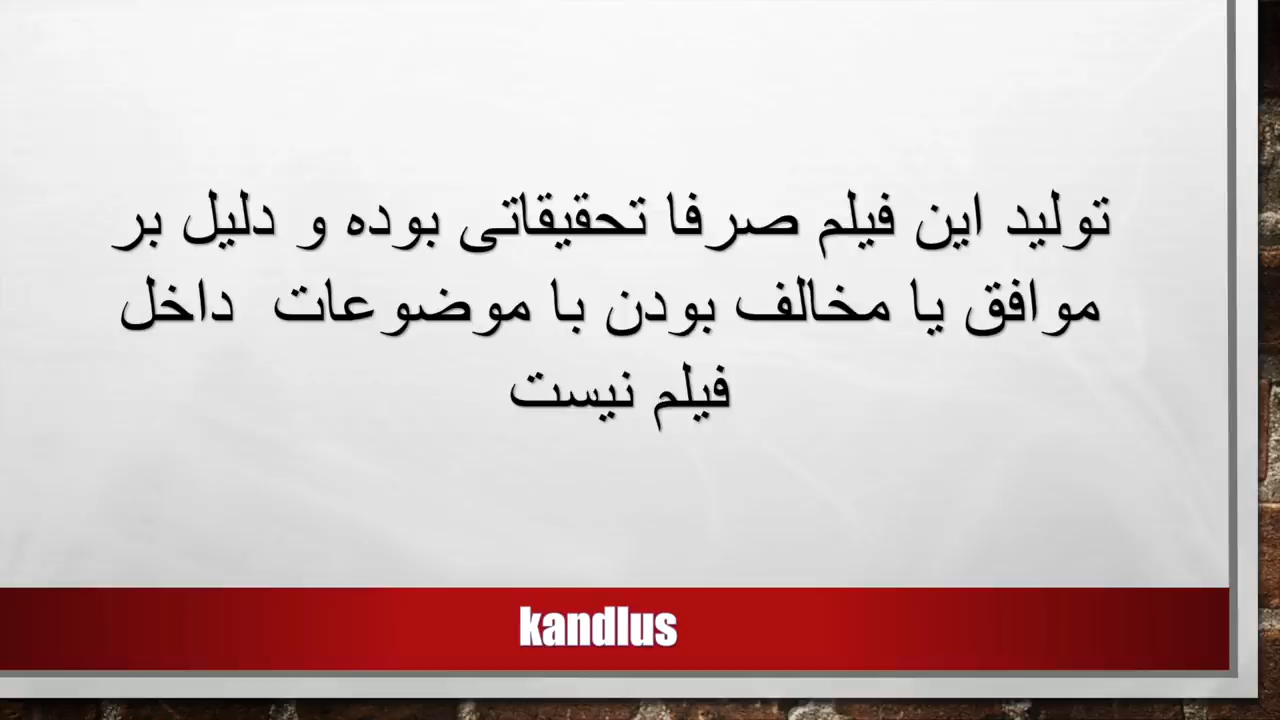 تولید این فیلم صرفا تحقیقاتی بوده و دلیل بر
موافق یا مخالف بودن با موضوعات داخل
فیلم نیست
kandlus